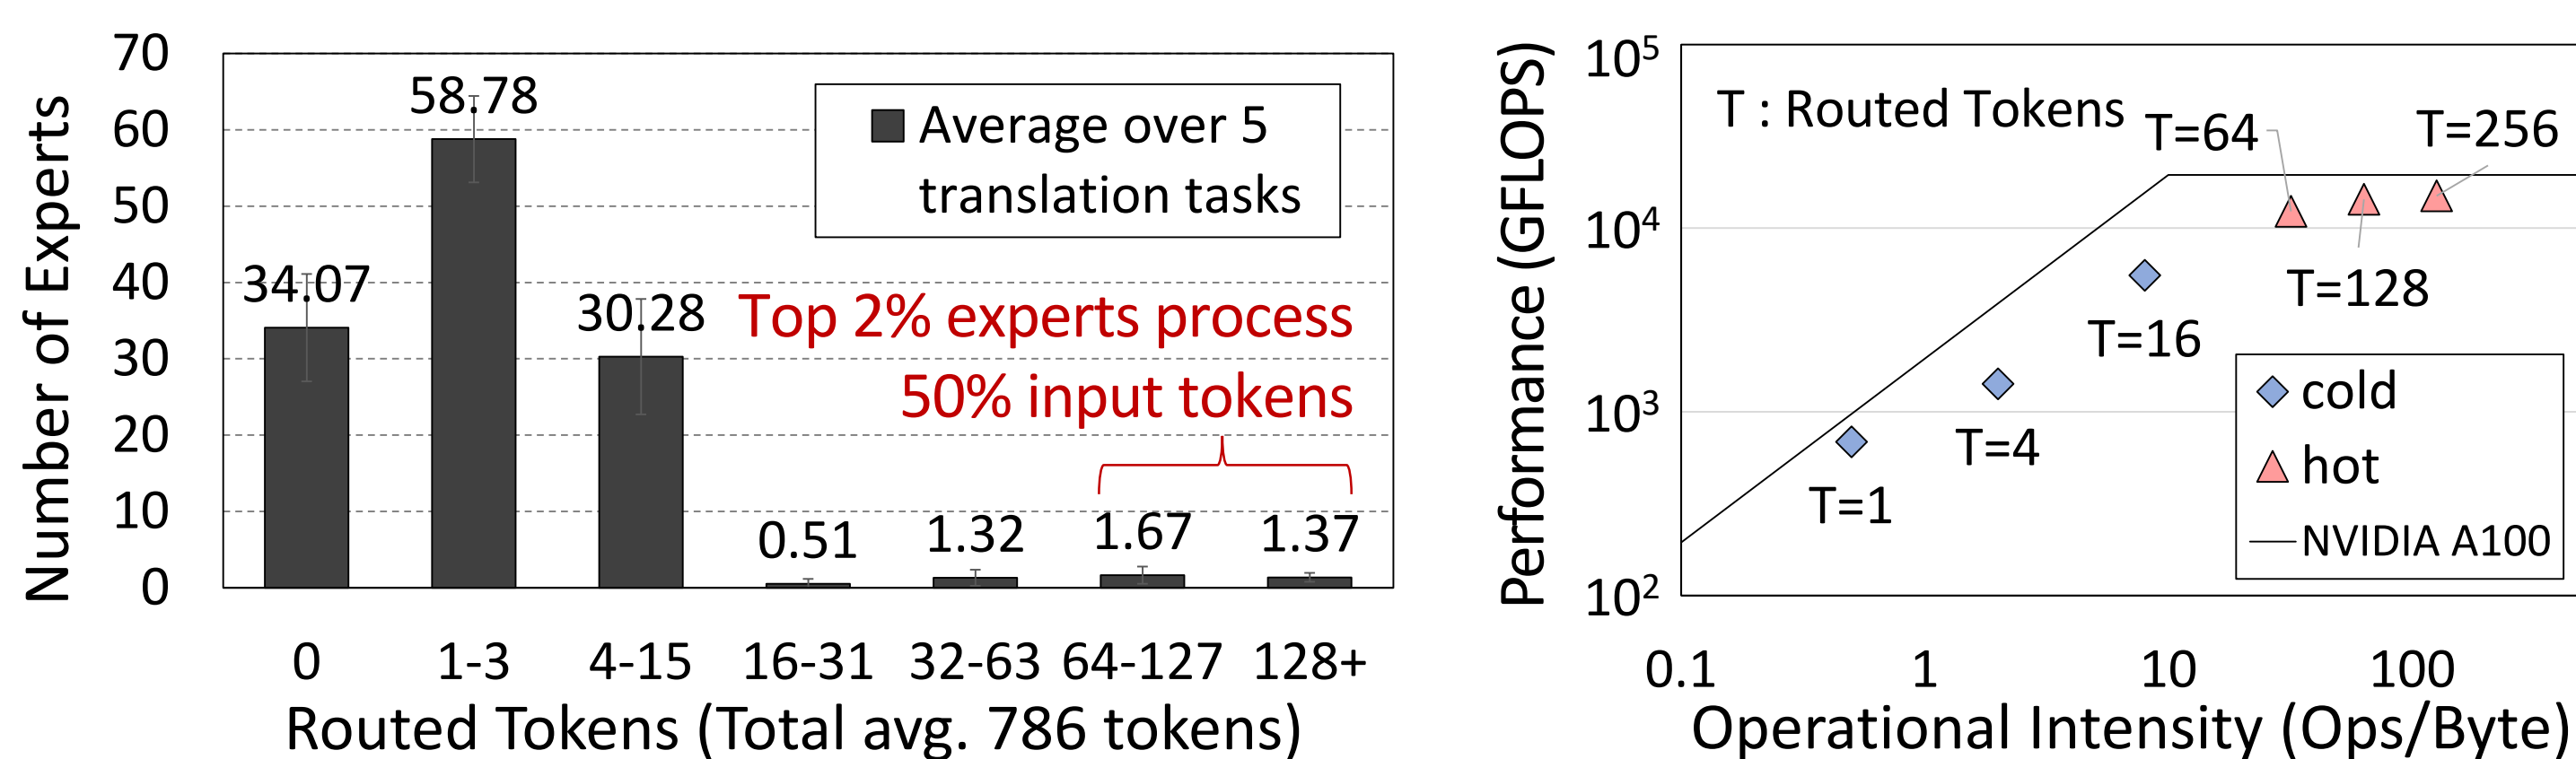 Number of Experts
70
60
50
40
30
20
10
0
34.07
58.78
30.28
0.51
1.32
1.67
1.37
Average over 5
translation tasks
Top 2% experts process
50% input tokens
0
1-3
4-15
16-31
32-63
64-127
128+
Routed Tokens (Total avg. 786 tokens)
Performance (GFLOPS)
10⁵
10⁴
10³
10²
T : Routed Tokens
T=64
T=256
T=128
T=16
T=4
T=1
cold
hot
NVIDIA A100
0.1
1
10
100
Operational Intensity (Ops/Byte)